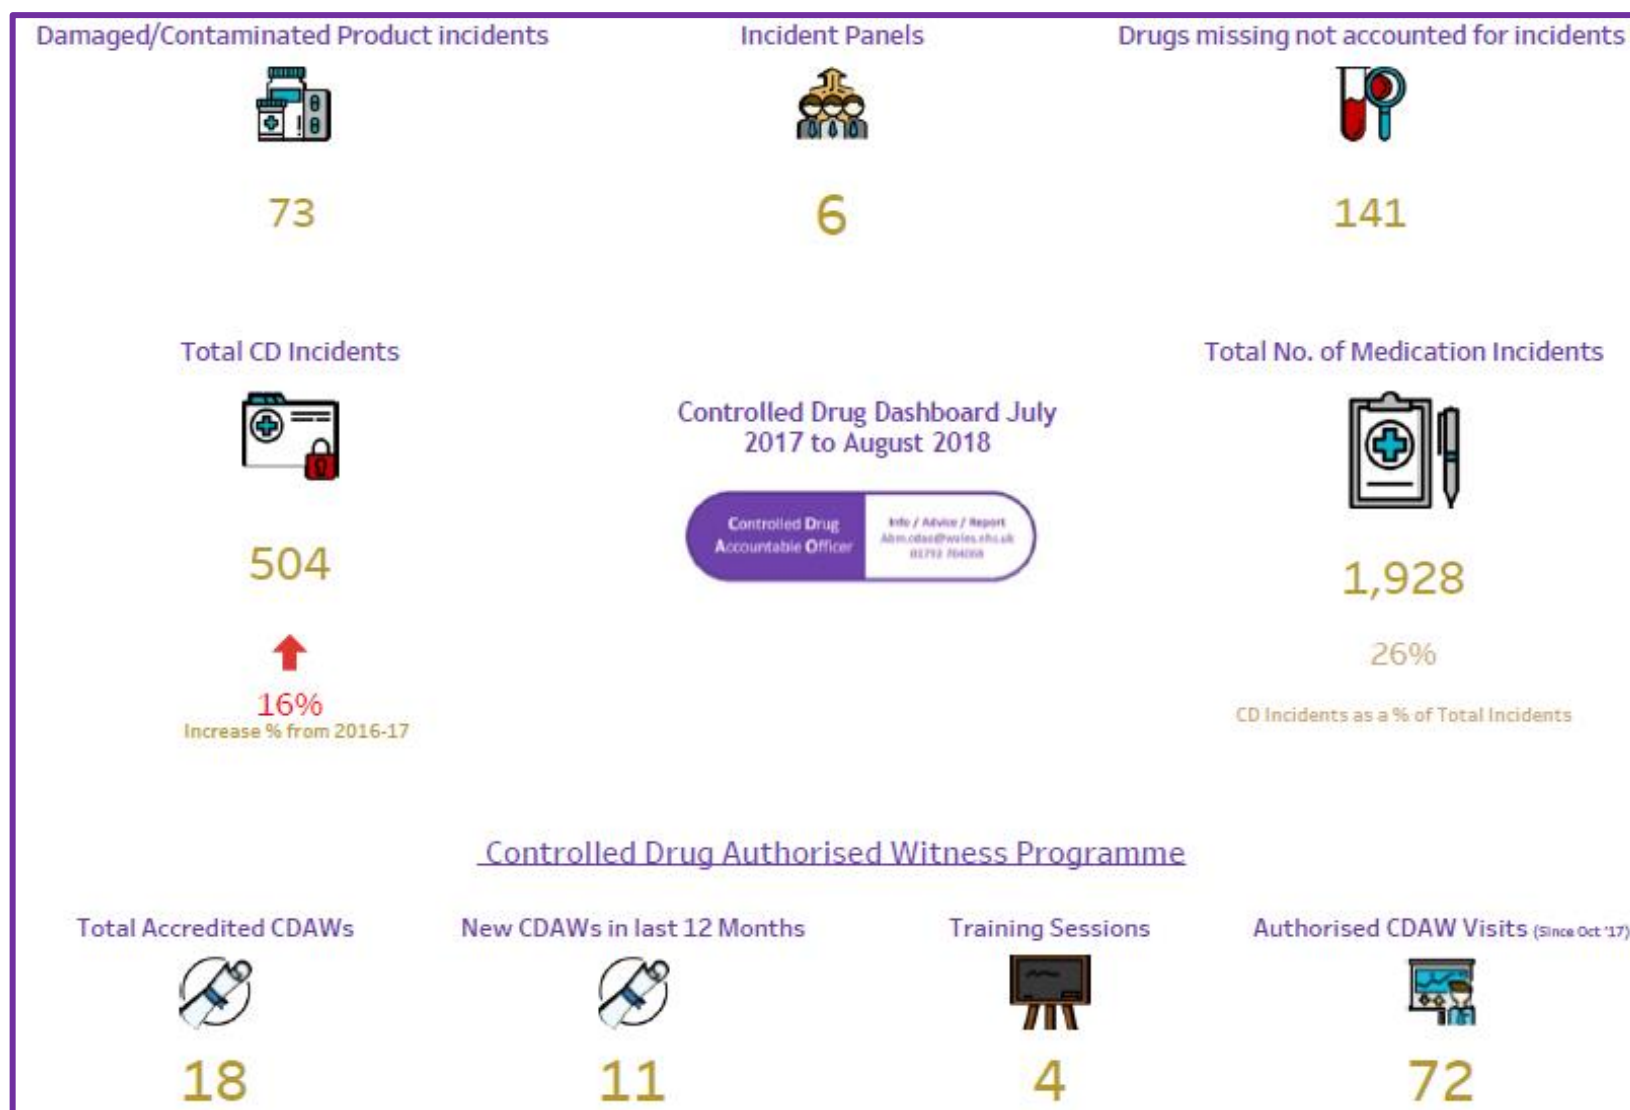 Damaged/Contaminated Product incidents
Incident Panels
Drugs missing not accounted for incidents
73
6
141
Total CD Incidents
Total No. of Medication Incidents
Controlled Drug Dashboard July
2017 to August 2018
Controlled Drug
Accountable Officer
Info / Advice / Report
504
1,928
16%
Increase % from 2016-17
26%
CD Incidents as a % of Total Incidents
Controlled Drug Authorised Witness Programme
Total Accredited CDAWs
New CDAWs in last 12 Months
Training Sessions
Authorised CDAW Visits (Since Oct '17)
18
11
4
72